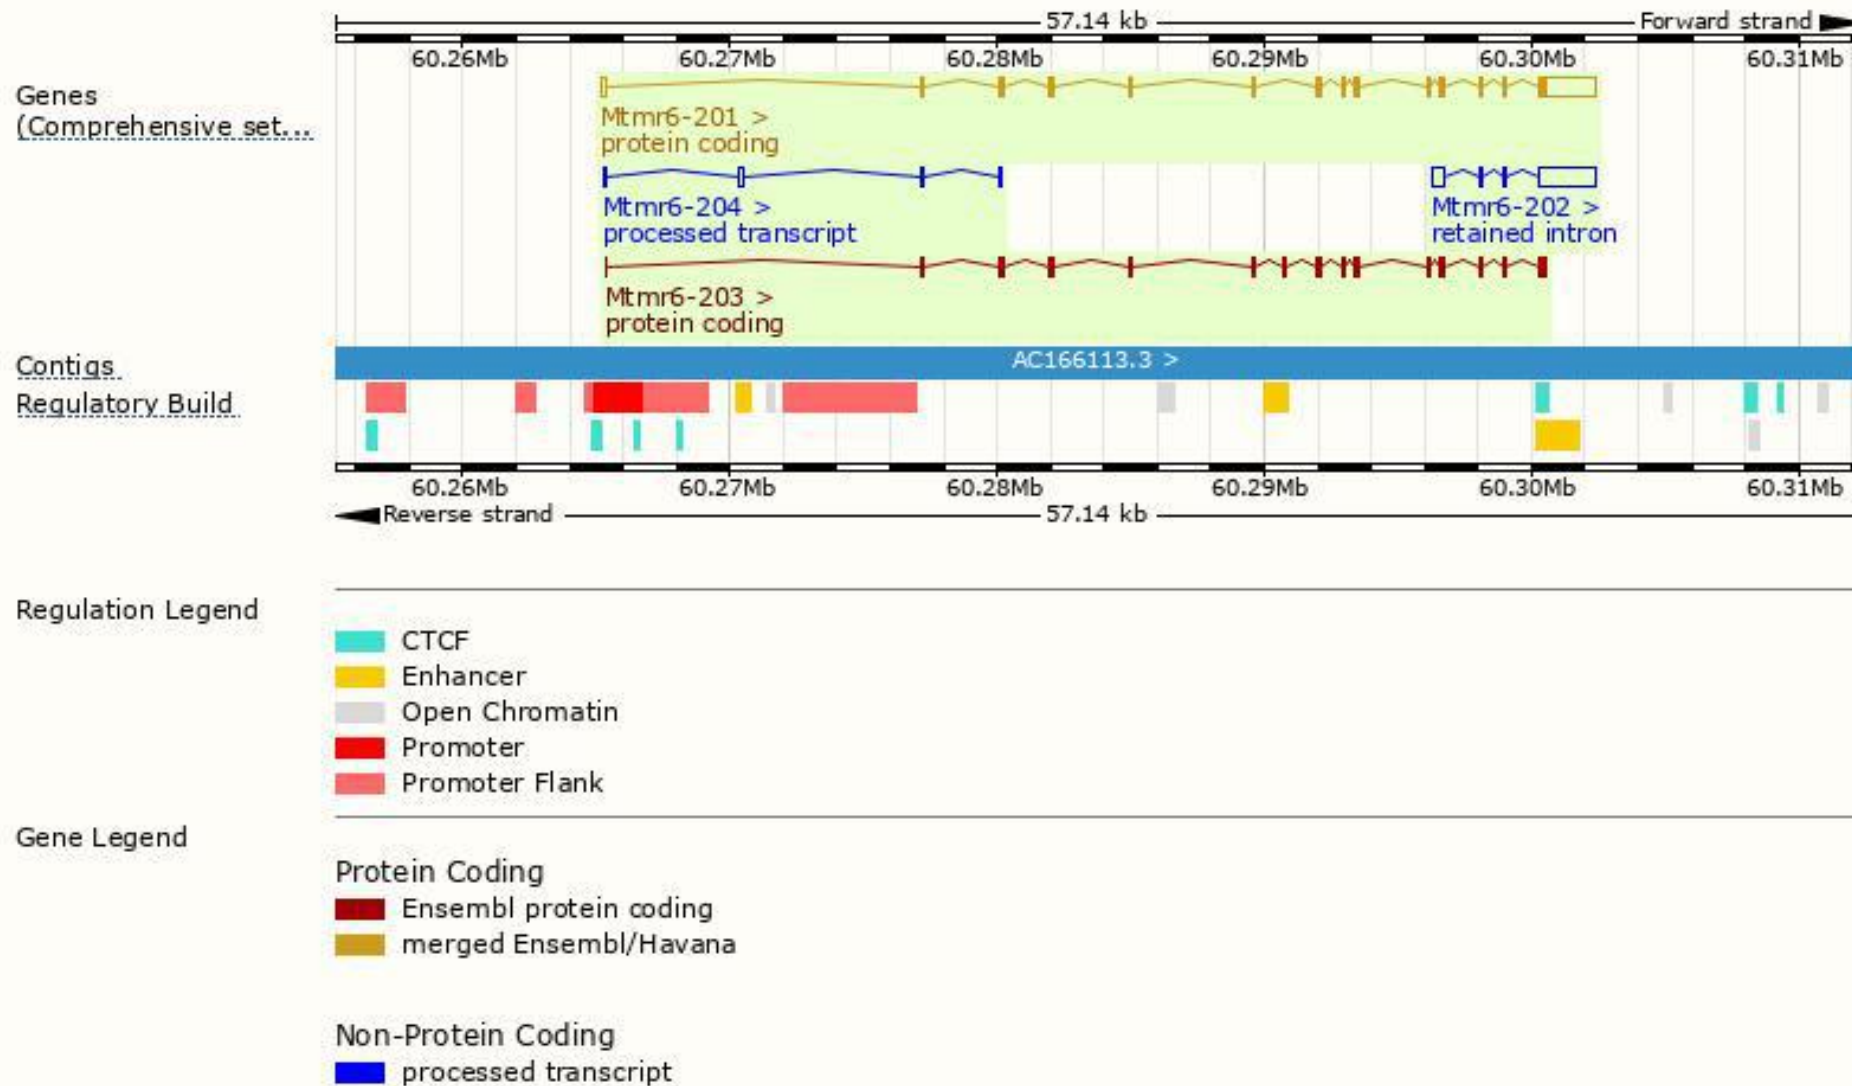 57.14 kb Forward strand
60.26Mb 60.27Mb 60.28Mb 60.29Mb 60.30Mb 60.31Mb
Genes
(Comprehensive set...
Mtmr6-201 >
protein coding
Mtmr6-204 > Mtmr6-202 >
processed transcript retained intron
Mtmr6-203 >
protein coding
Contigs AC166113.3 >
Regulatory Build
60.26Mb 60.27Mb 60.28Mb 60.29Mb 60.30Mb 60.31Mb
Reverse strand 57.14 kb
Regulation Legend
CTCF
Enhancer
Open Chromatin
Promoter
Promoter Flank
Gene Legend
Protein Coding
Ensembl protein coding
merged Ensembl/Havana
Non-Protein Coding
processed transcript